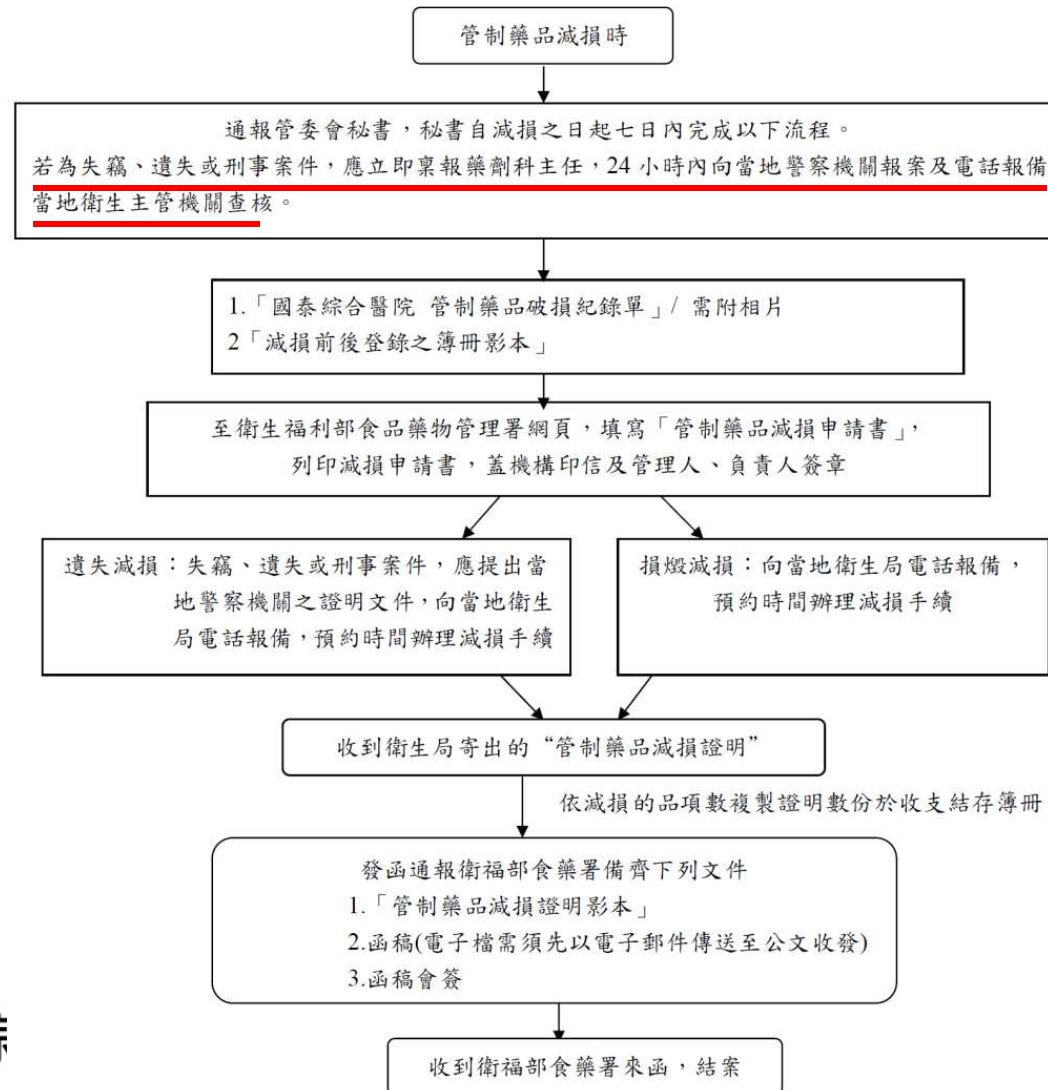 管制藥品減損時
通報管委會秘書，秘書自減損之日起七日內完成以下流程。
若為失竊、遺失或刑事案件，應立即稟報藥劑科主任，24 小時內向當地警察機關報案及電話報備
當地衛生主管機關查核。
1.「國泰綜合醫院 管制藥品破損紀錄單」/ 需附相片
2「減損前後登錄之簿冊影本」
至衛生福利部食品藥物管理署網頁，填寫「管制藥品減損申請書」，
列印減損申請書，蓋機構印信及管理人、負責人簽章
遺失減損：失竊、遺失或刑事案件，應提出當
地警察機關之證明文件，向當地衛生
局電話報備，預約時間辦理減損手續
損燬減損：向當地衛生局電話報備，
預約時間辦理減損手續
收到衛生局寄出的“管制藥品減損證明”
依減損的品項數複製證明數份於收支結存簿冊
發函通報衛福部食藥署備齊下列文件
1.「管制藥品減損證明影本」
2.函稿(電子檔需須先以電子郵件傳送至公文收發)
3.函稿會簽
收到衛福部食藥署來函，結案